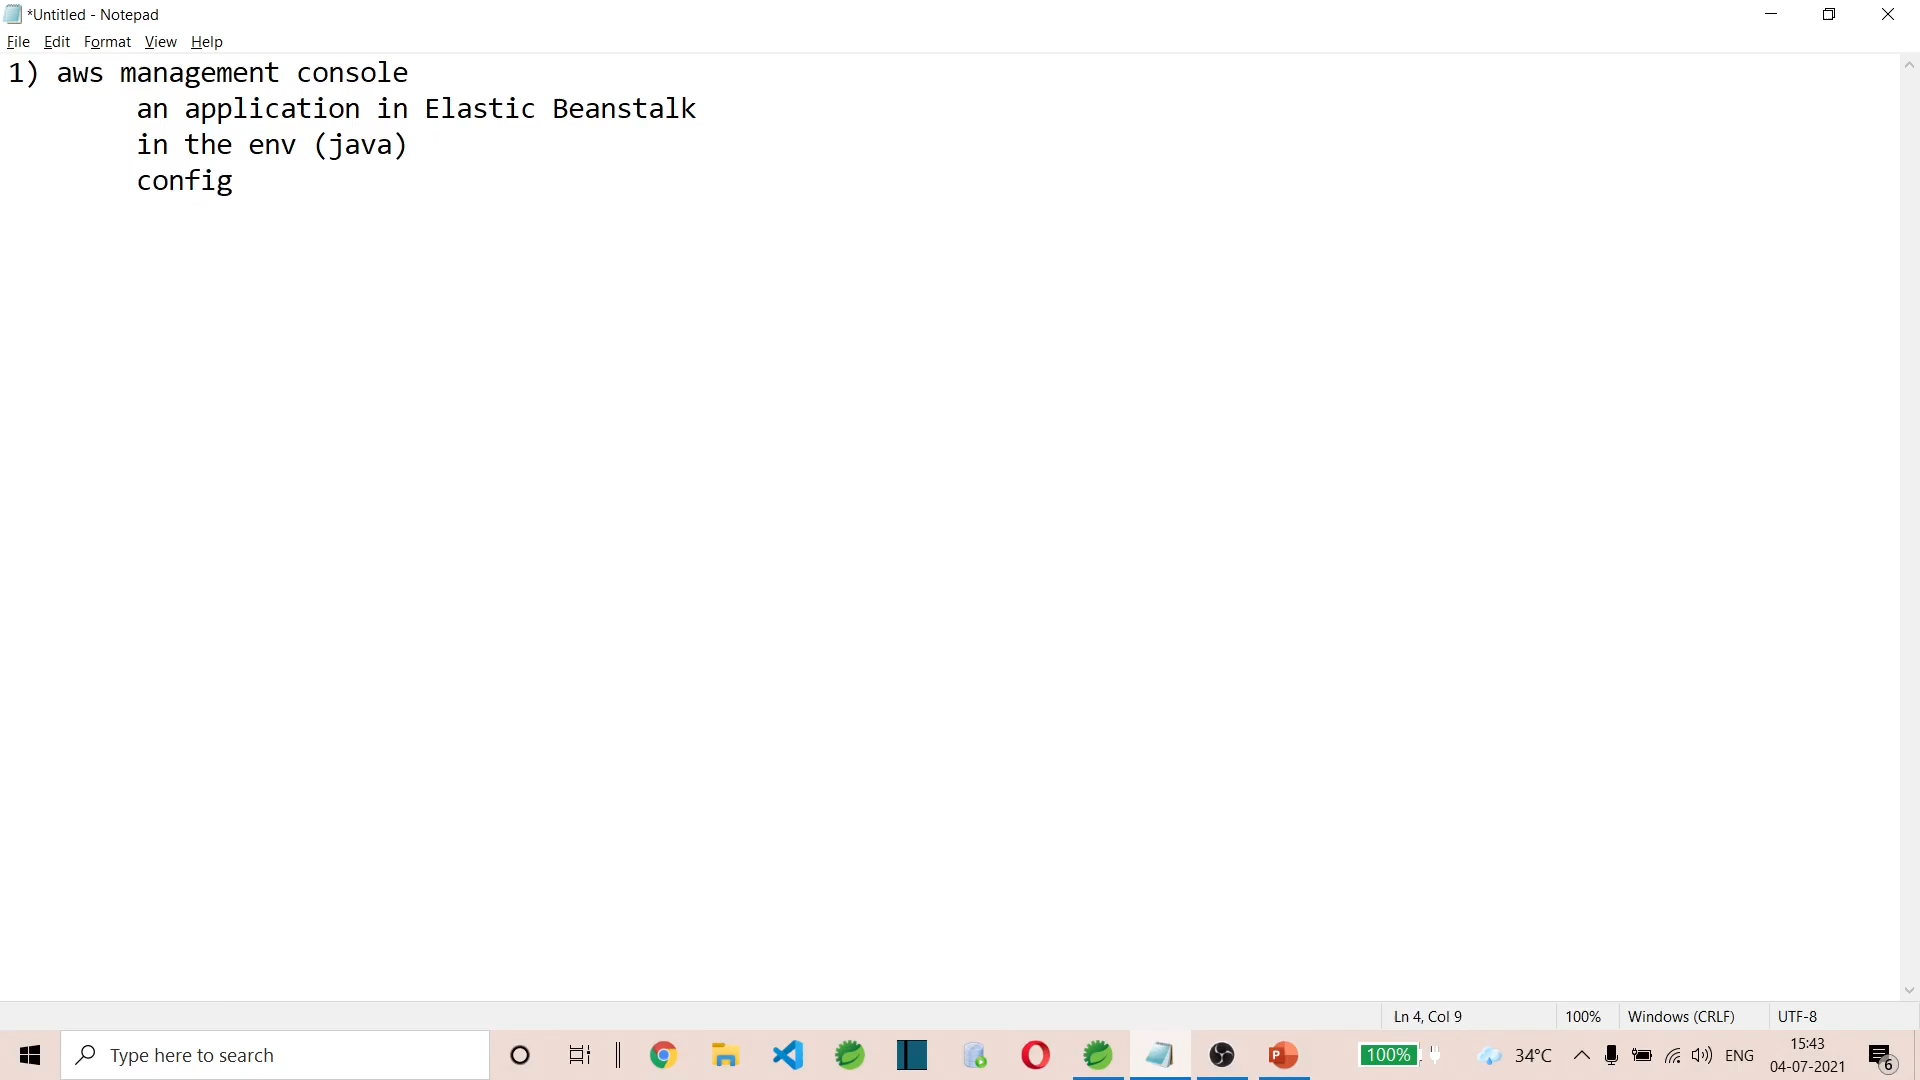 *Untitled - Notepad
File Edit Format View Help
1) aws management console
an application in Elastic Beanstalk
in the env (java)
config
Ln 4, Col 9 100% Windows (CRLF) UTF-8
Type here to search
P
100%
34°C
ENG
15:43
04-07-2021
6